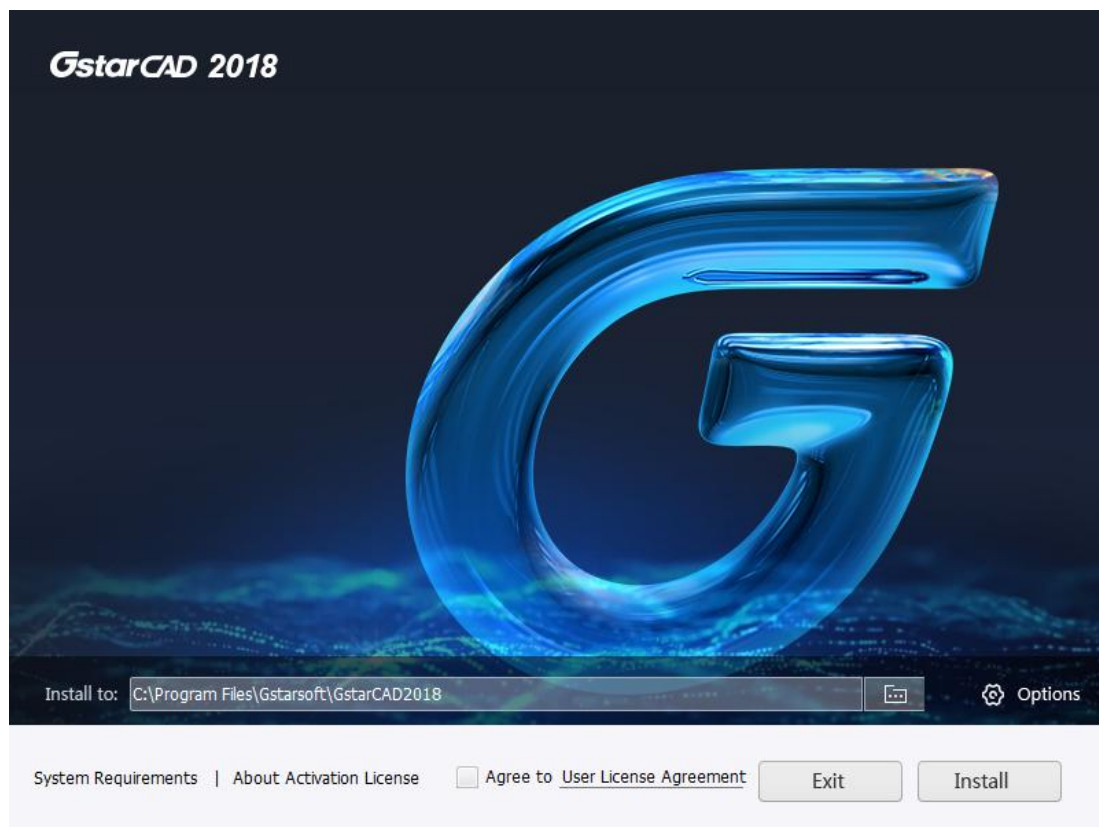 GstarCAD 2018
Install to: C:\Program Files\Gstarsoft\GstarCAD2018 Options
System Requirements | About Activation License Agree to User License Agreement Exit Install